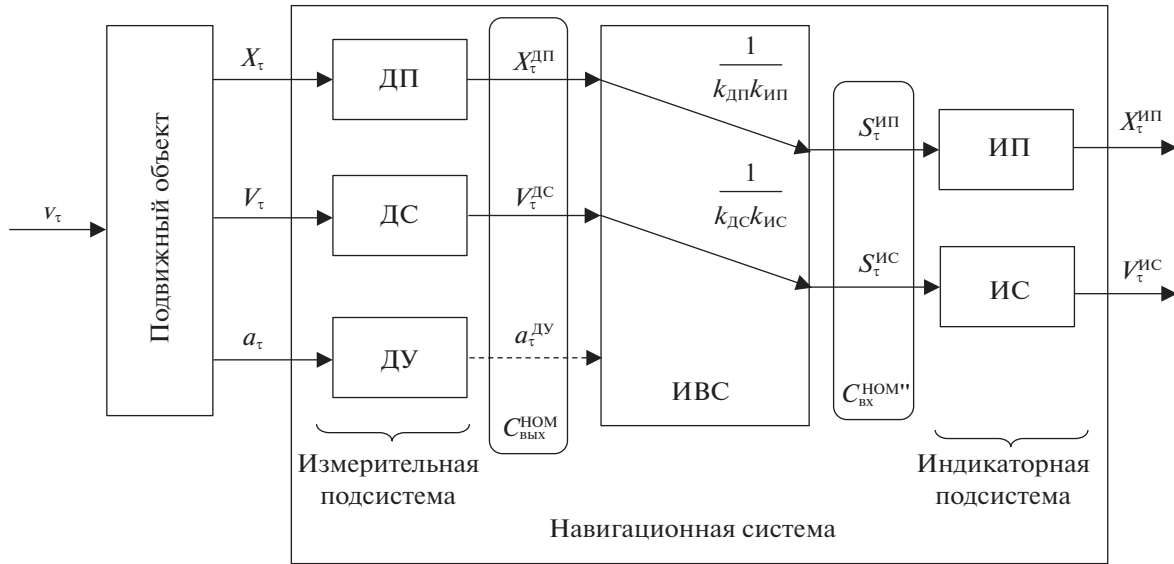 ν_τ
Подвижный объект
X_τ
V_τ
a_τ
ДП
ДС
ДУ
Измерительная
подсистема
X_τ^ДП
V_τ^ДС
a_τ^ДУ
C_вых^НОМ
1
k_ДП k_ИП
1
k_ДС k_ИС
ИВС
S_τ^ИП
S_τ^ИС
C_вх^НОМ"
ИП
ИС
Индикаторная
подсистема
X_τ^ИП
V_τ^ИС
Навигационная система